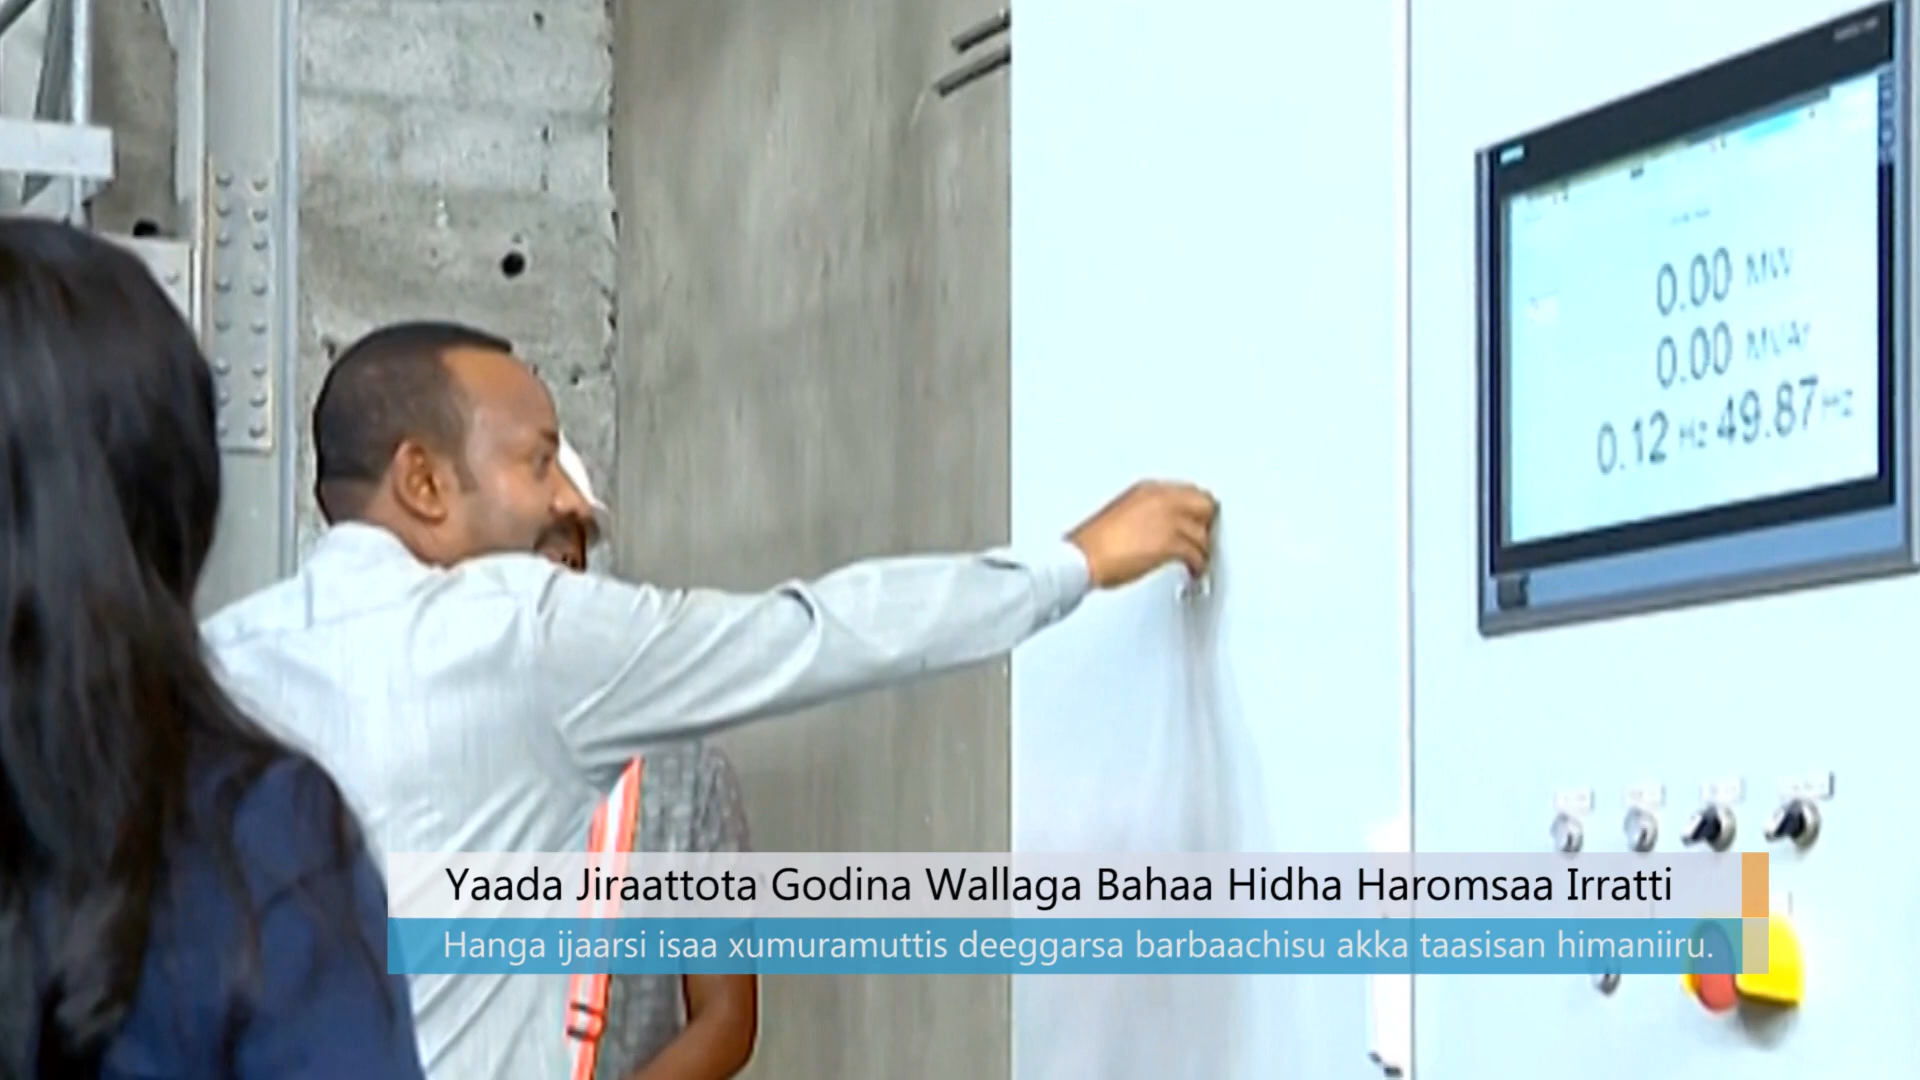 0.00 MW
0.00 MVAr
0.12 Hz 49.87 Hz
Yaada Jiraattota Godina Wallaga Bahaa Hidha Haromsaa Irratti
Hanga ijaarsi isaa xumuramuttis deeggarsa barbaachisu akka taasisan himaniiru.